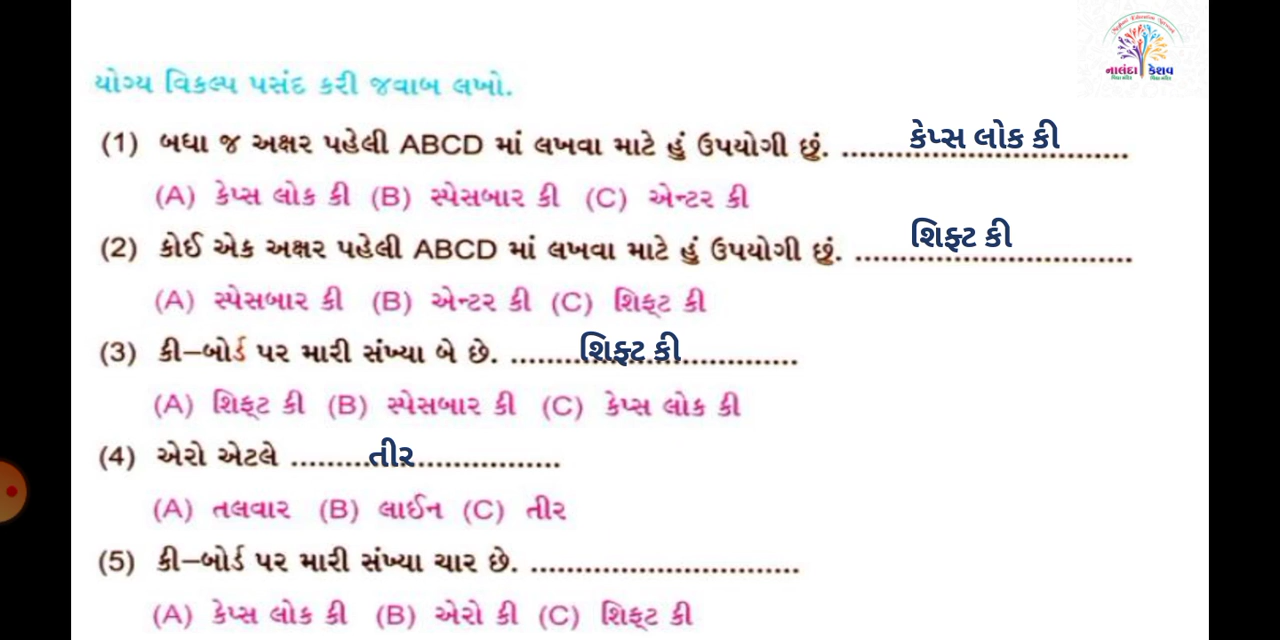 નાલંદા કેશવ
વિદ્યા મંદિર વિદ્યા મંદિર
યોગ્ય વિકલ્પ પસંદ કરી જવાબ લખો.
(1) બધા જ અક્ષર પહેલી ABCD માં લખવા માટે હું ઉપયોગી છું. ........કેપ્સ લોક કી........
(A) કેપ્સ લોક કી (B) સ્પેસબાર કી (C) એન્ટર કી
(2) કોઈ એક અક્ષર પહેલી ABCD માં લખવા માટે હું ઉપયોગી છું. ........શિફ્ટ કી........
(A) સ્પેસબાર કી (B) એન્ટર કી (C) શિફ્ટ કી
(3) કી–બોર્ડ પર મારી સંખ્યા બે છે. ........શિફ્ટ કી........
(A) શિફ્ટ કી (B) સ્પેસબાર કી (C) કેપ્સ લોક કી
(4) એરો એટલે ........તીર........
(A) તલવાર (B) લાઈન (C) તીર
(5) કી–બોર્ડ પર મારી સંખ્યા ચાર છે. ..............................
(A) કેપ્સ લોક કી (B) એરો કી (C) શિફ્ટ કી